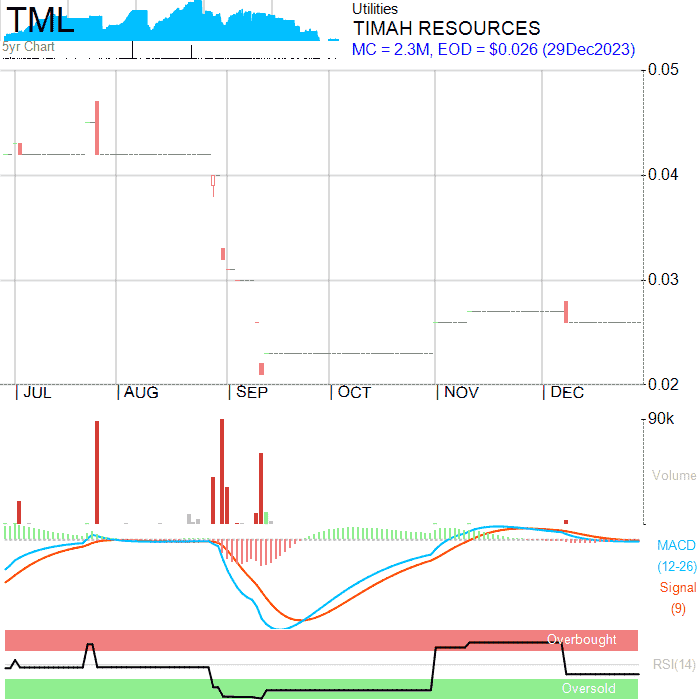 TML
5yr Chart
Utilities
TIMAH RESOURCES
MC = 2.3M, EOD = $0.026 (29Dec2023)
0.05
0.04
0.03
0.02
JUL AUG SEP OCT NOV DEC
90k
Volume
MACD
(12-26)
Signal
(9)
Overbought
RSI(14)
Oversold